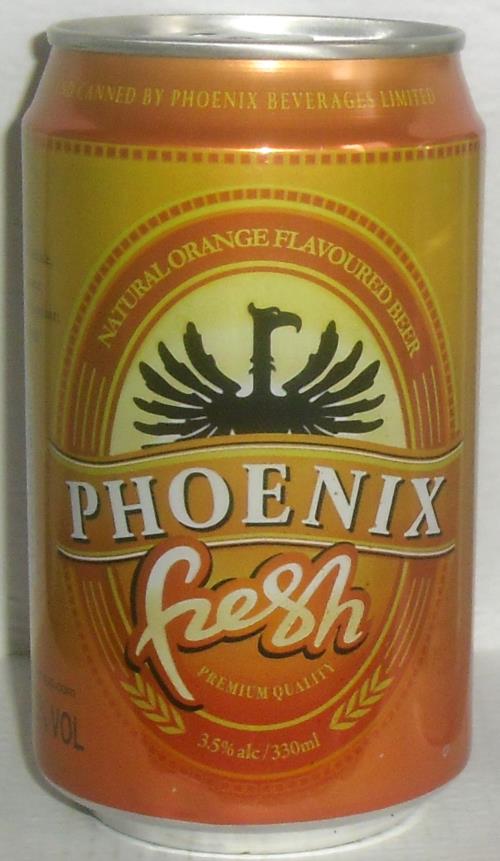 CANNED BY PHOENIX BEVERAGES LIMITED
NATURAL ORANGE FLAVOURED BEER
PHOENIX
fresh
PREMIUM QUALITY
3.5% alc/330ml
VOL